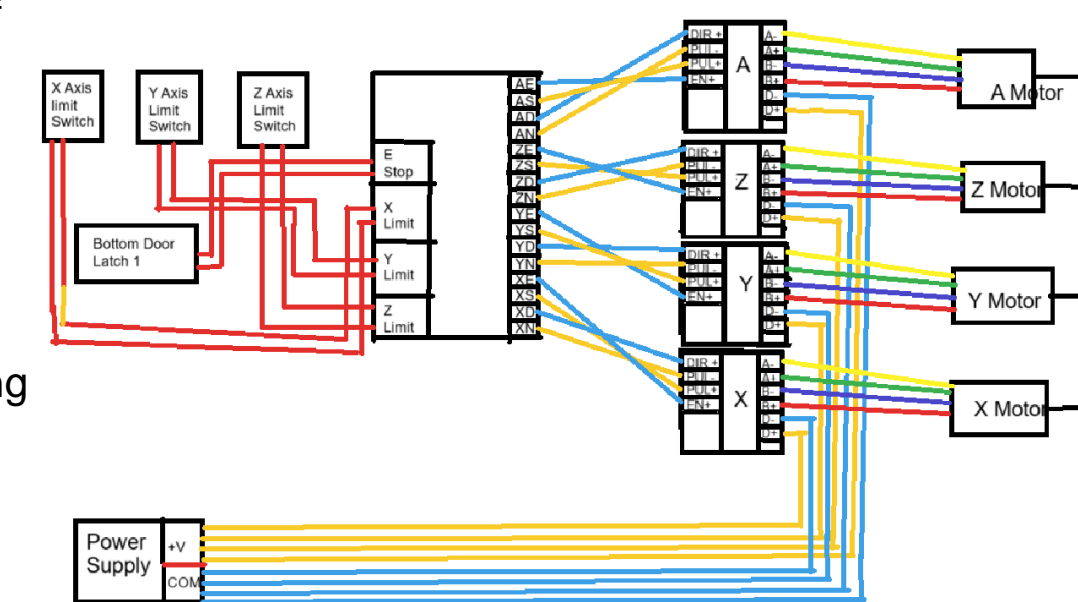 X Axis
limit
Switch
Y Axis
Limit
Switch
Z Axis
Limit
Switch
Bottom Door
Latch 1
E
Stop
X
Limit
Y
Limit
Z
Limit
AE
AS
AD
AN
ZE
ZS
ZD
ZN
YE
YS
YD
YN
XE
XS
XD
XN
DIR +
PUL-
PUL+
EN+
A
A-
A+
B-
B+
D-
D+
A Motor
DIR +
PUL-
PUL+
EN+
Z
A-
A+
B-
B+
D-
D+
Z Motor
DIR +
PUL-
PUL+
EN+
Y
A-
A+
B-
B+
D-
D+
Y Motor
DIR +
PUL-
PUL+
EN+
X
A-
A+
B-
B+
D-
D+
X Motor
ng
Power
Supply
+V
COM